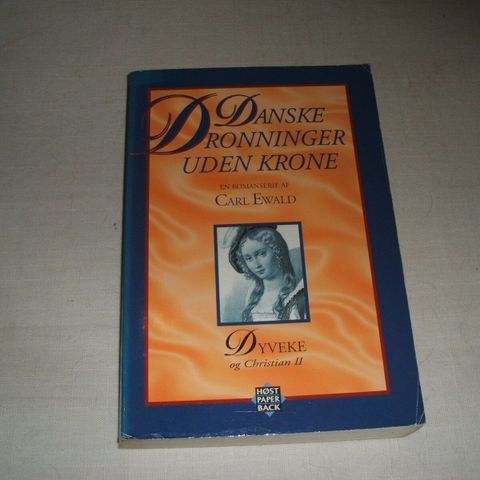 DANSKE
DRONNINGER
UDEN KRONE
EN ROMANSERIE AF
CARL EWALD
DYVEKE
og Christian II
HØST
PAPER
BACK